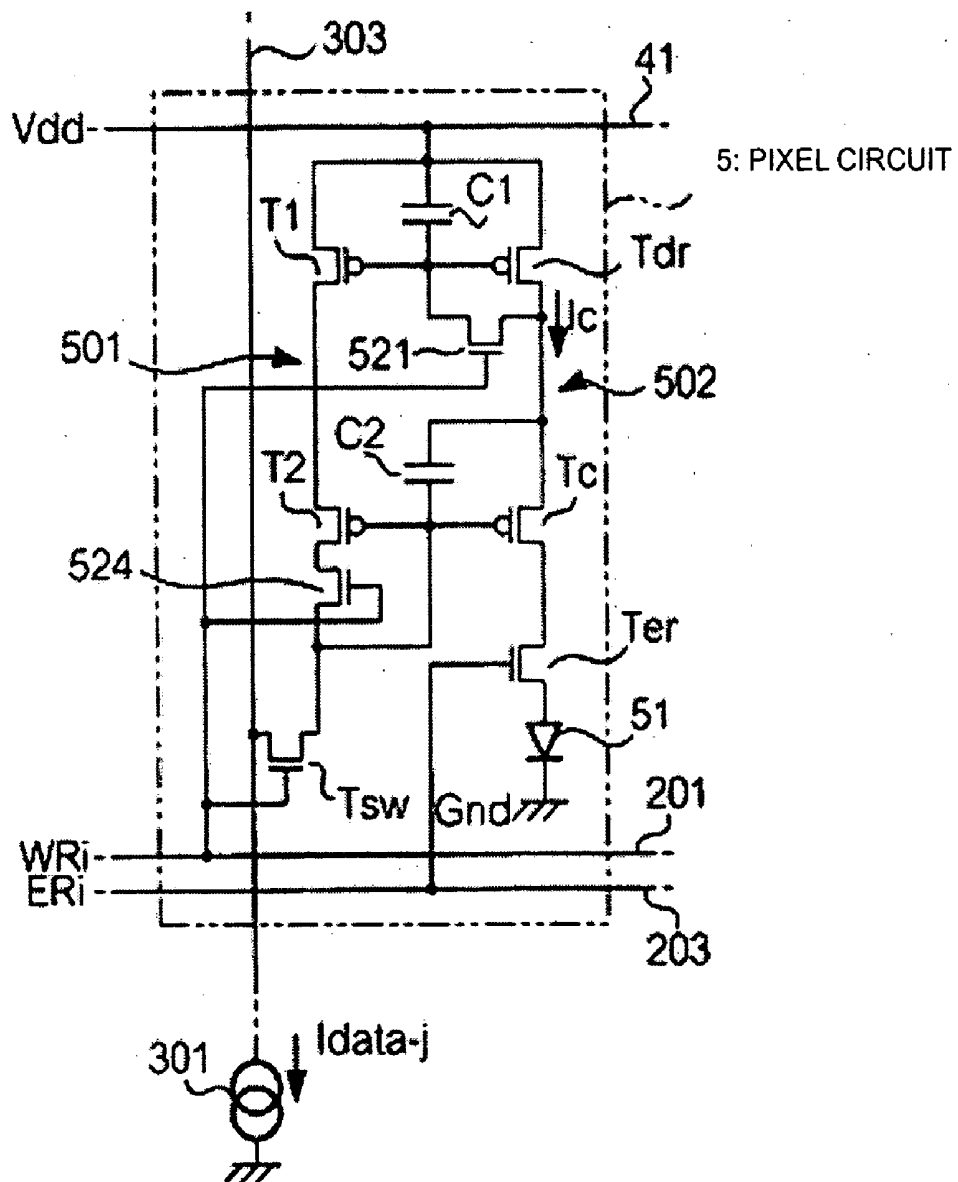 303
41
Vdd
5: PIXEL CIRCUIT
C1
T1
Tdr
Ic
501
521
502
C2
T2
Tc
524
Ter
51
Tsw
Gnd
201
WRi
ERi
203
Idata-j
301